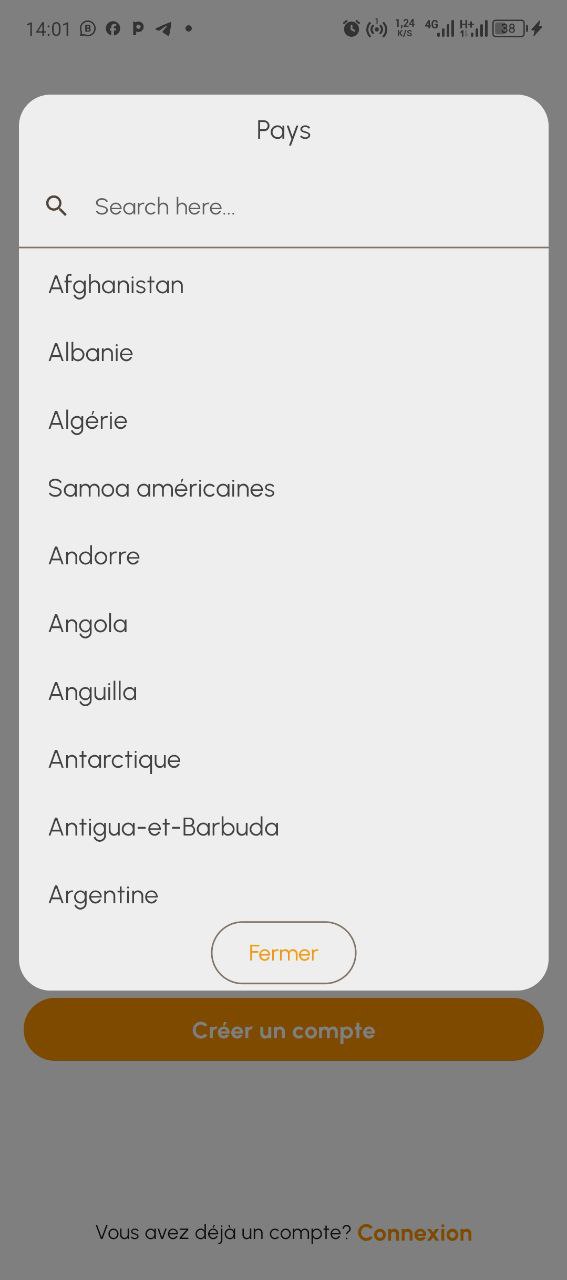 14:01 1,24 K/S 4G H+ 38
Pays
Search here...
Afghanistan
Albanie
Algérie
Samoa américaines
Andorre
Angola
Anguilla
Antarctique
Antigua-et-Barbuda
Argentine
Fermer
Créer un compte
Vous avez déjà un compte? Connexion